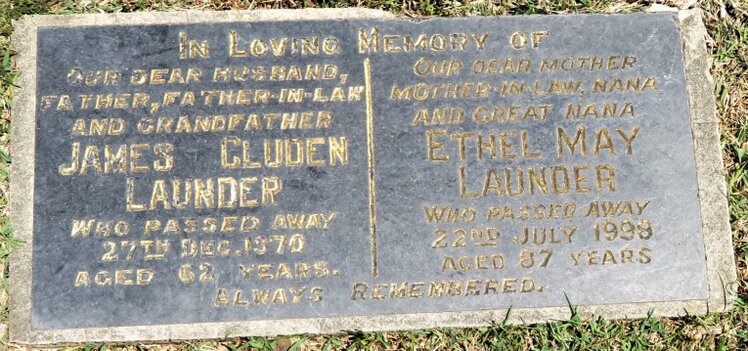 In Loving Memory of
Our dear husband,
father, father-in-law
and grandfather
JAMES CLUDEN
LAUNDER
Who passed away
27th Dec. 1970
aged 62 years.
Our dear mother
mother-in-law, nana
and great nana
Ethel May
Launder
Who passed away
22nd July 1998
aged 87 years
Always remembered.